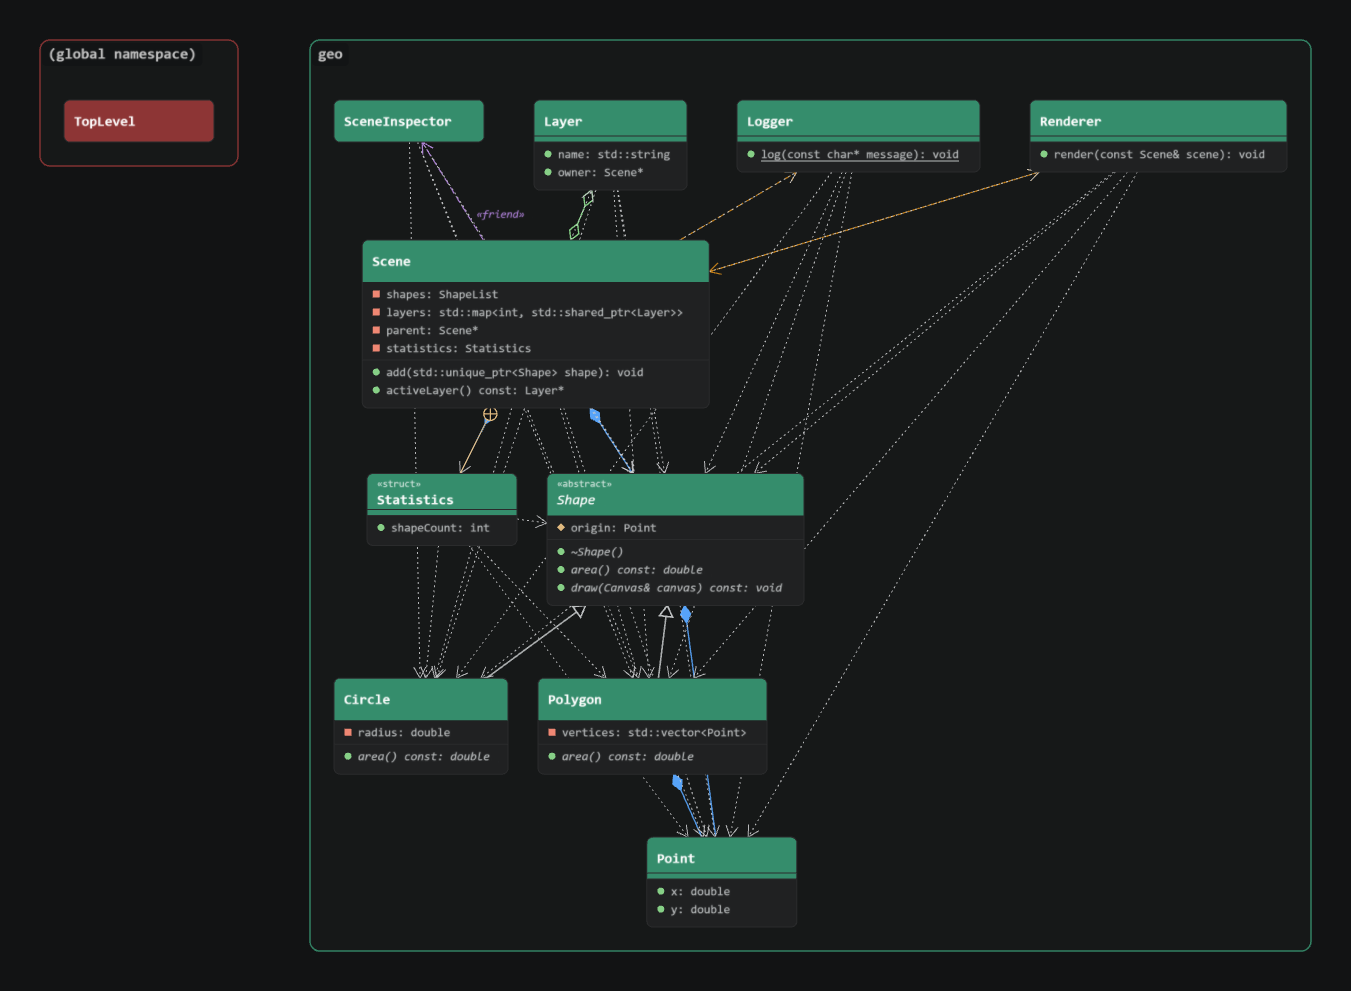 (global namespace)
TopLevel
geo
SceneInspector
Layer
name: std::string
owner: Scene*
Logger
log(const char* message): void
Renderer
render(const Scene& scene): void
«friend»
Scene
shapes: ShapeList
layers: std::map<int, std::shared_ptr<Layer>>
parent: Scene*
statistics: Statistics
add(std::unique_ptr<Shape> shape): void
activeLayer() const: Layer*
«struct»
Statistics
shapeCount: int
«abstract»
Shape
origin: Point
~Shape()
area() const: double
draw(Canvas& canvas) const: void
Circle
radius: double
area() const: double
Polygon
vertices: std::vector<Point>
area() const: double
Point
x: double
y: double